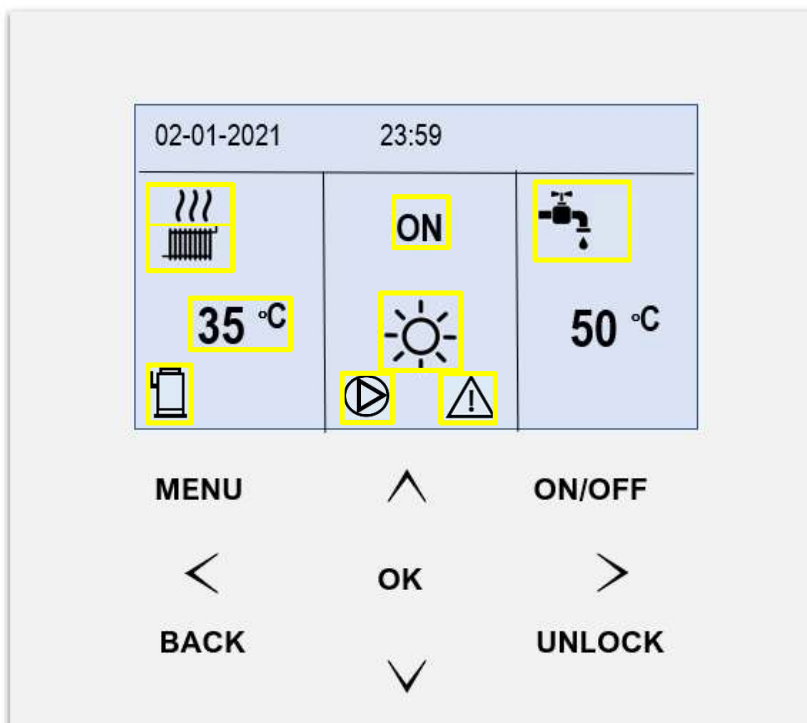 02-01-2021 23:59
ON
35 °C
50 °C
MENU
ON/OFF
OK
BACK
UNLOCK